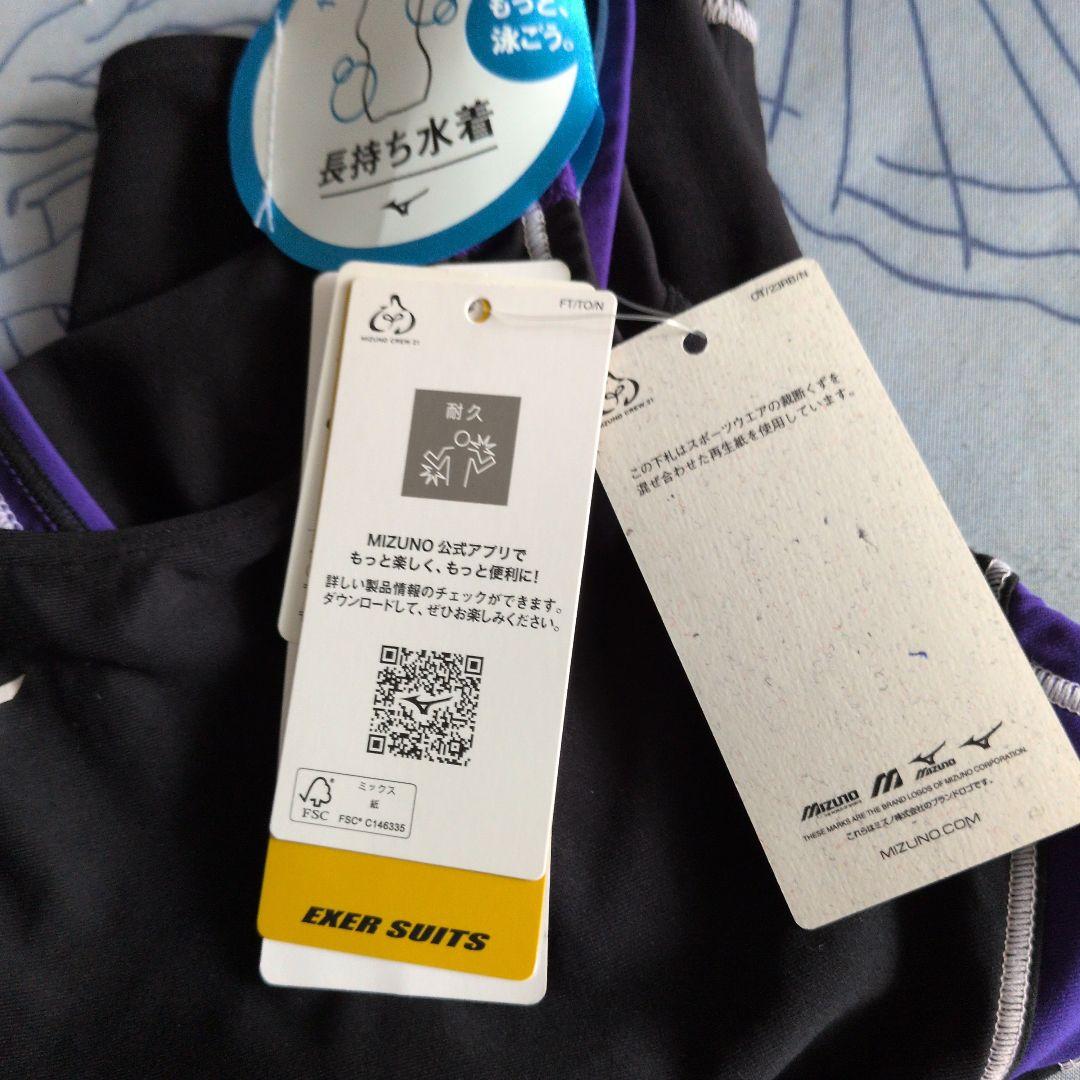 もっと、
泳ごう。
長持ち水着
MIZUNO CREW 21
FT/TO/N
耐久
MIZUNO 公式アプリで
もっと楽しく、もっと便利に!
詳しい製品情報のチェックができます。
ダウンロードして、ぜひお楽しみください。
FSC
ミックス
紙
FSC® C146335
EXER SUITS
OT/23RB/N
MIZUNO CREW 21
この下札はスポーツウエアの裁断くずを
混ぜ合わせた再生紙を使用しています。
MIZUNO
MIZUNO
THESE MARKS ARE THE BRAND LOGOS OF MIZUNO CORPORATION.
これらはミズノ株式会社のブランドロゴです。
MIZUNO.COM